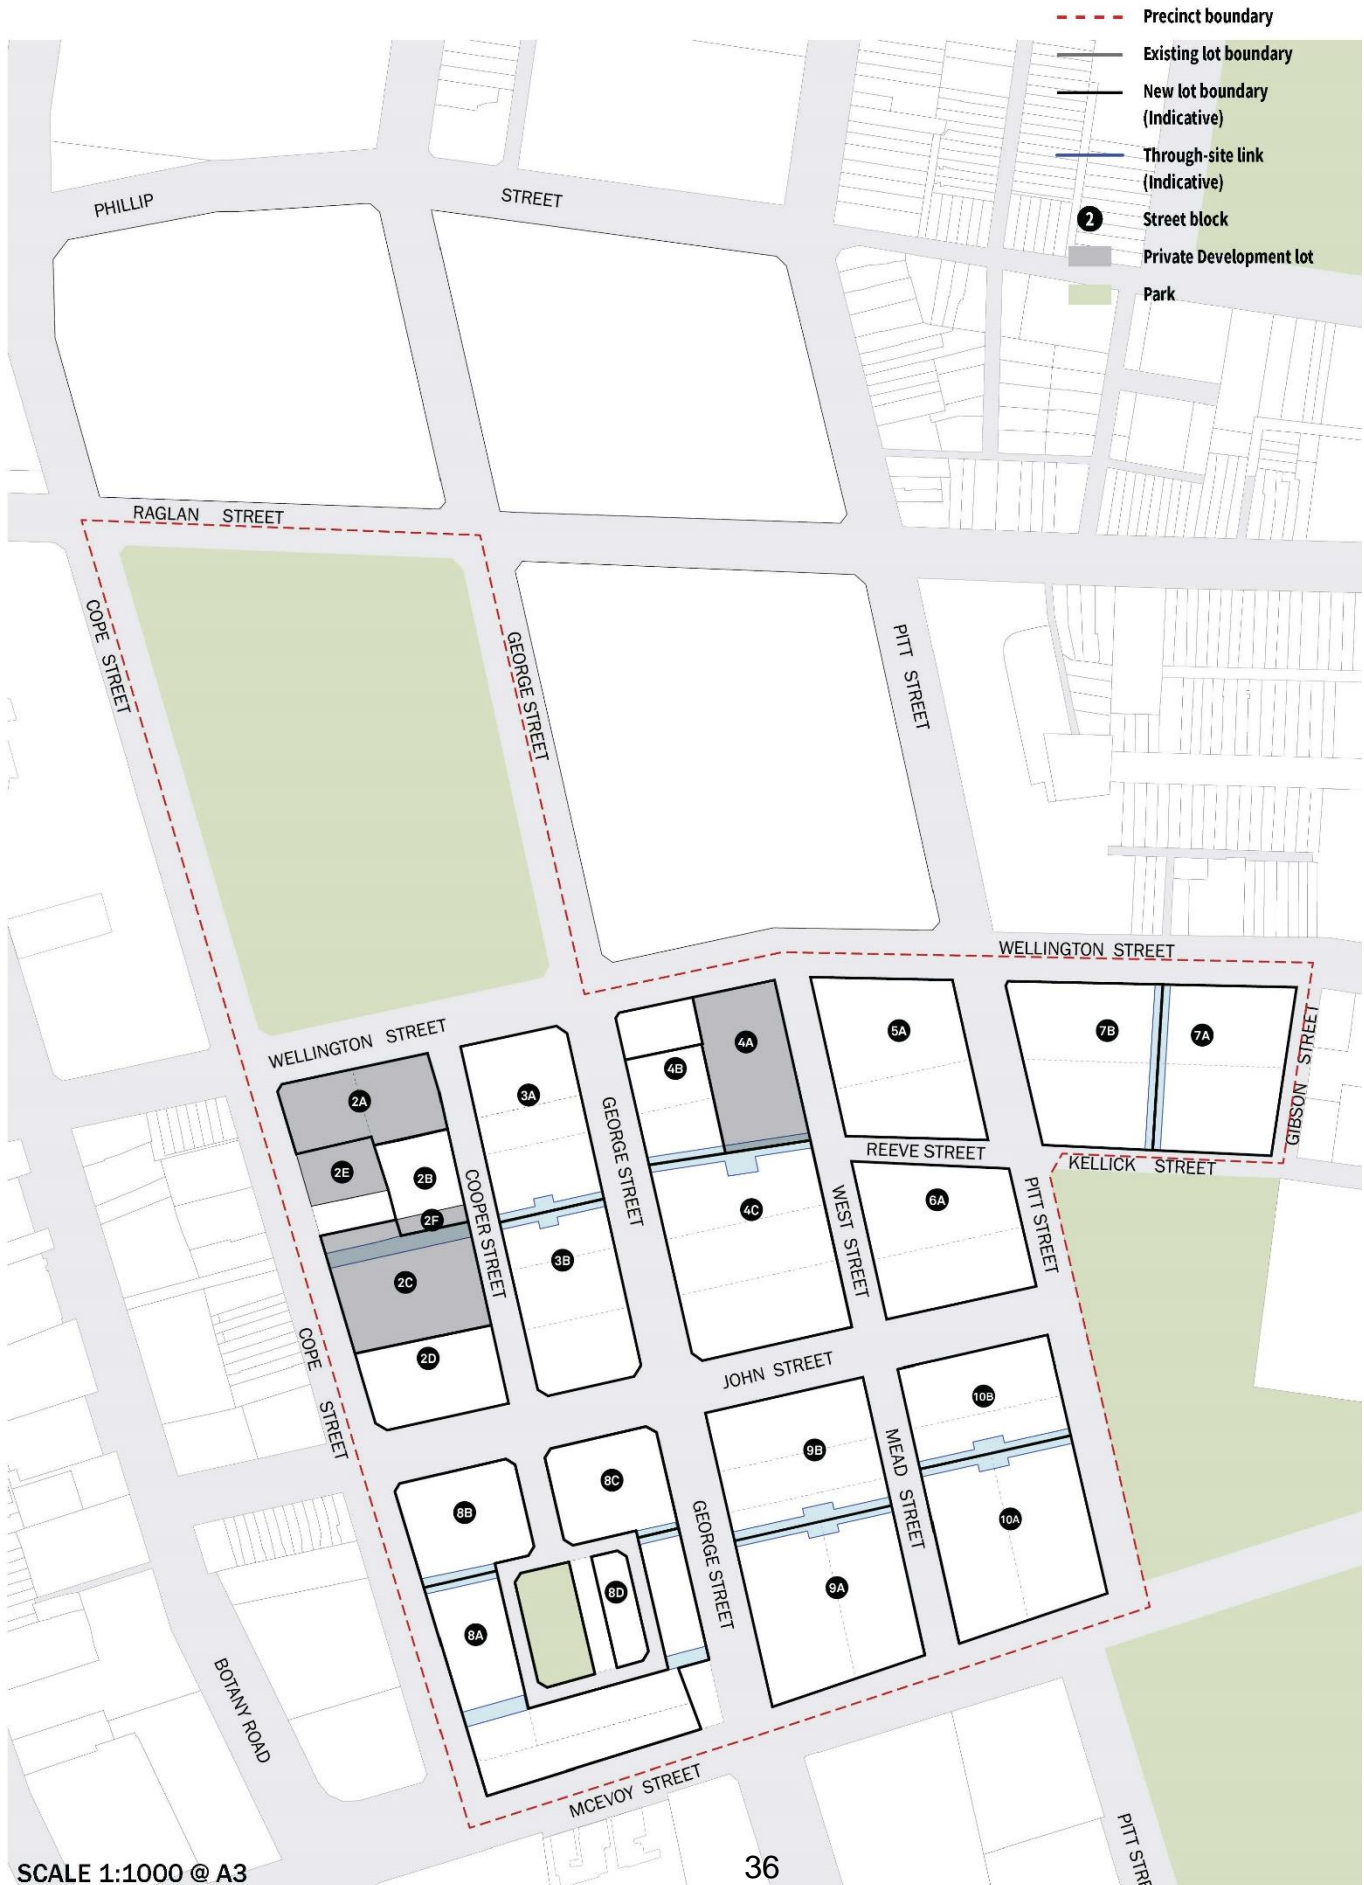 Precinct boundary
Existing lot boundary
New lot boundary
(Indicative)
Through-site link
(Indicative)
2
Street block
Private Development lot
Park
PHILLIP
STREET
RAGLAN STREET
COPE STREET
GEORGE STREET
PITT STREET
WELLINGTON STREET
WELLINGTON STREET
GIBSON STREET
KELLICK STREET
REEVE STREET
PITT STREET
WEST STREET
GEORGE STREET
COOPER STREET
COPE STREET
JOHN STREET
MEAD STREET
GEORGE STREET
BOTANY ROAD
MCEVOY STREET
PITT STREE
2A
2E
2B
2F
2C
2D
3A
3B
4A
4B
4C
5A
6A
7B
7A
8B
8C
8D
8A
9B
9A
10B
10A
SCALE 1:1000 @ A3
36